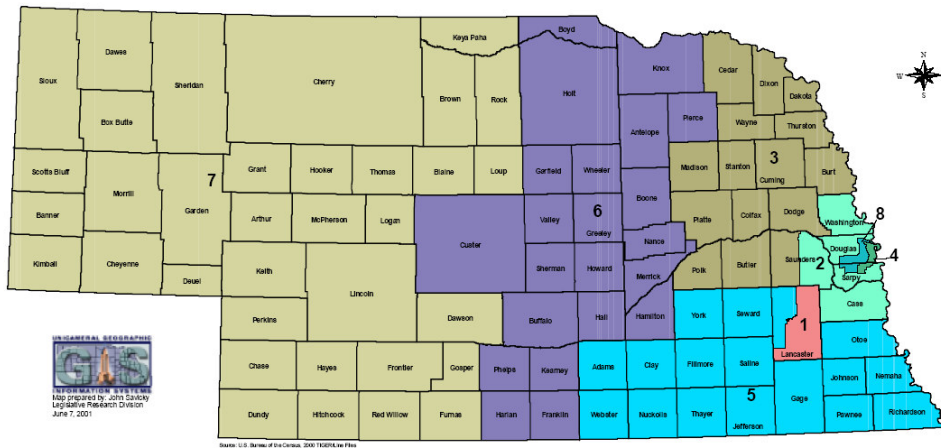 Boyd
Keya Paha
Knox
Cedar
Dawes
Dixon
N
Sioux
Sheridan
Cherry
Holt
W
Dakota
S
Brown
Rock
Pierce
Box Butte
Wayne
Thurston
Antelope
Scotts Bluff
3
Grant
Hooker
Thomas
Blaine
Loup
Garfield
Wheeler
Madison
Stanton
Cuming
Burt
7
Morrill
Garden
Boone
Banner
6
Arthur
McPherson
Logan
Valley
Greeley
Platte
Colfax
Dodge
Washington
8
Custer
Nance
Douglas
4
Kimball
Cheyenne
Keith
Sherman
Howard
Merrick
Polk
Butler
Saunders
2
Sarpy
Deuel
Lincoln
Cass
Perkins
Dawson
Buffalo
Hall
Hamilton
York
Seward
1
Otoe
Lancaster
UNICAMERAL GEOGRAPHIC
GIS
INFORMATION SYSTEMS
Map prepared by: John Savicky
Legislative Research Division
June 7, 2001
Chase
Hayes
Frontier
Gosper
Phelps
Kearney
Adams
Clay
Fillmore
Saline
Gage
Johnson
Nemaha
5
Dundy
Hitchcock
Red Willow
Furnas
Harlan
Franklin
Webster
Nuckolls
Thayer
Jefferson
Pawnee
Richardson
Source: U.S. Bureau of the Census, 2000 TIGER/Line Files